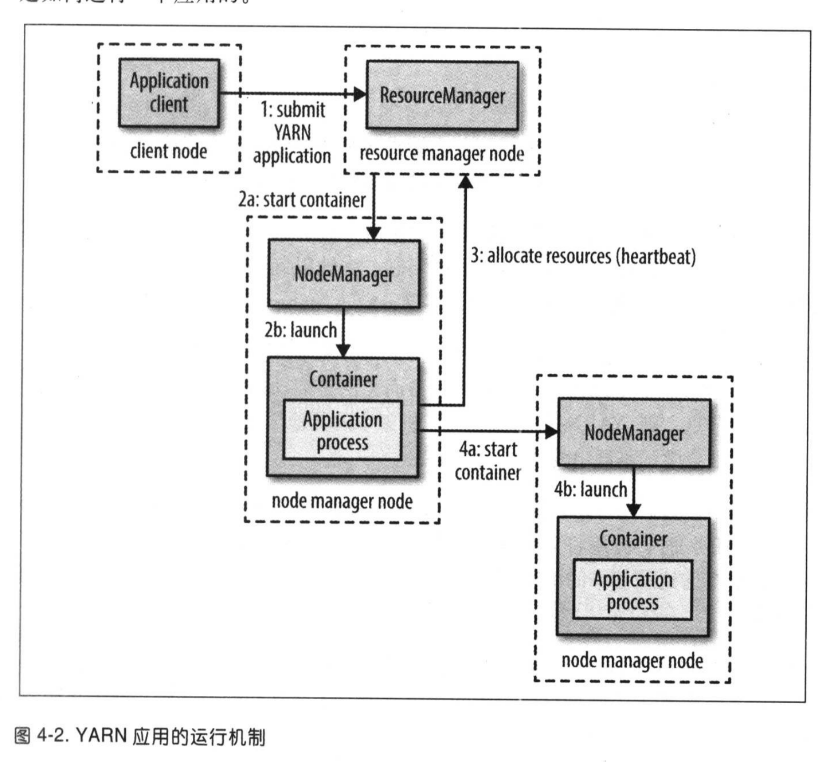 Application
client
client node
1: submit
YARN
application
ResourceManager
resource manager node
2a: start container
NodeManager
2b: launch
Container
Application
process
node manager node
3: allocate resources (heartbeat)
4a: start
container
NodeManager
4b: launch
Container
Application
process
node manager node
图 4-2. YARN 应用的运行机制